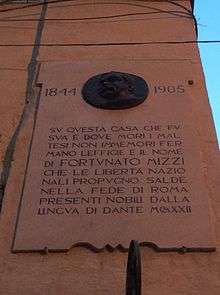 1844 1905
SV QVESTA CASA CHE FV
SVA E DOVE MORÌ I MAL
TESI NON IMMEMORI FER
MANO L'EFFIGIE E IL NOME
DI FORTVNATO MIZZI
CHE LE LIBERTÀ NAZIO
NALI PROPVGNÒ SALDE
NELLA FEDE DI ROMA
PRESENTI NOBILI DALLA
LINGVA DI DANTE MCMXXII